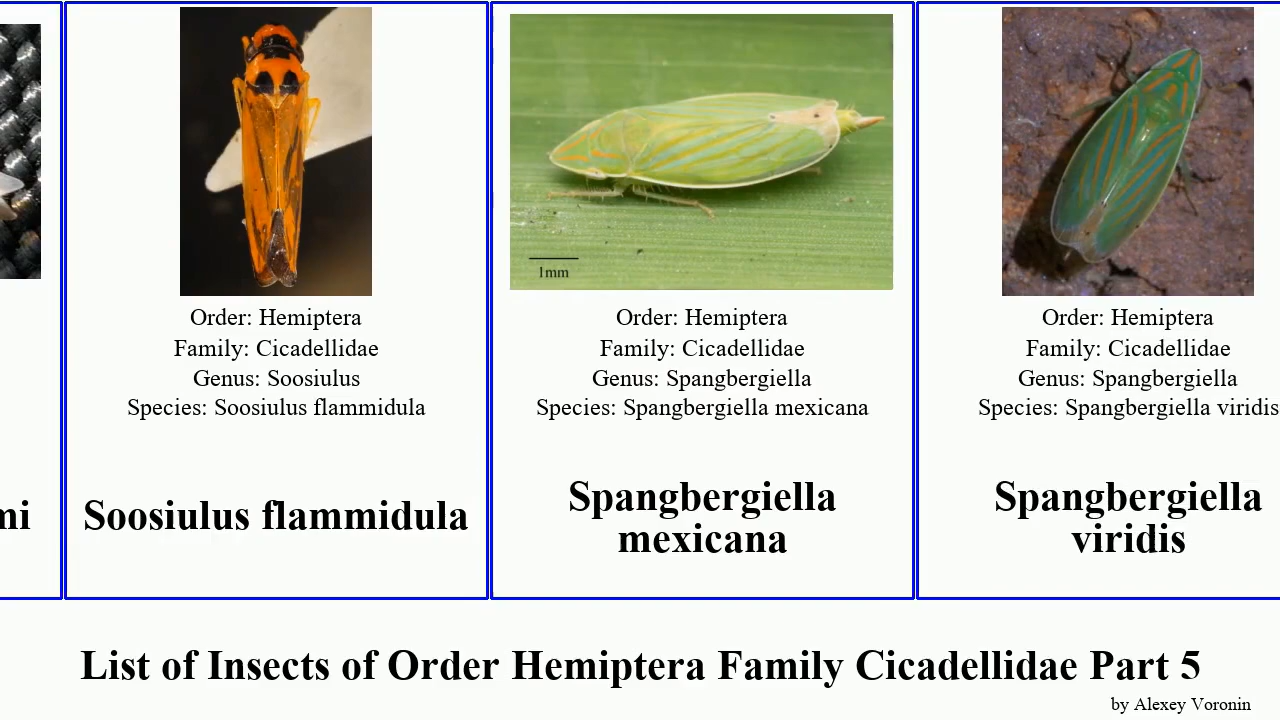 1mm
Order: Hemiptera
Family: Cicadellidae
Genus: Soosiulus
Species: Soosiulus flammidula
Order: Hemiptera
Family: Cicadellidae
Genus: Spangbergiella
Species: Spangbergiella mexicana
Order: Hemiptera
Family: Cicadellidae
Genus: Spangbergiella
Species: Spangbergiella viridis
mi
Soosiulus flammidula
Spangbergiella
mexicana
Spangbergiella
viridis
List of Insects of Order Hemiptera Family Cicadellidae Part 5
by Alexey Voronin